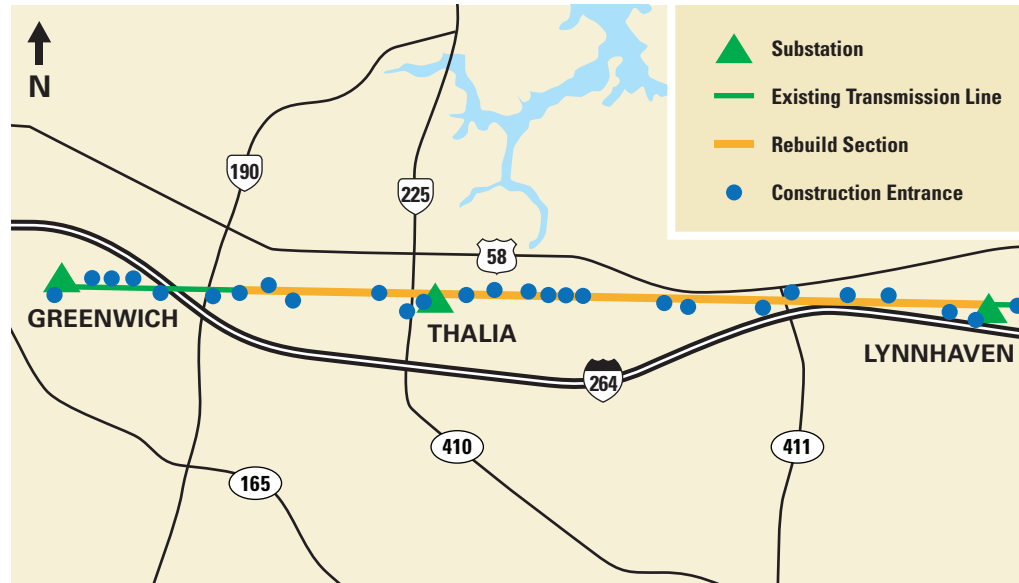 N
Substation
Existing Transmission Line
Rebuild Section
Construction Entrance
190
225
58
GREENWICH
THALIA
LYNNHAVEN
264
410
411
165